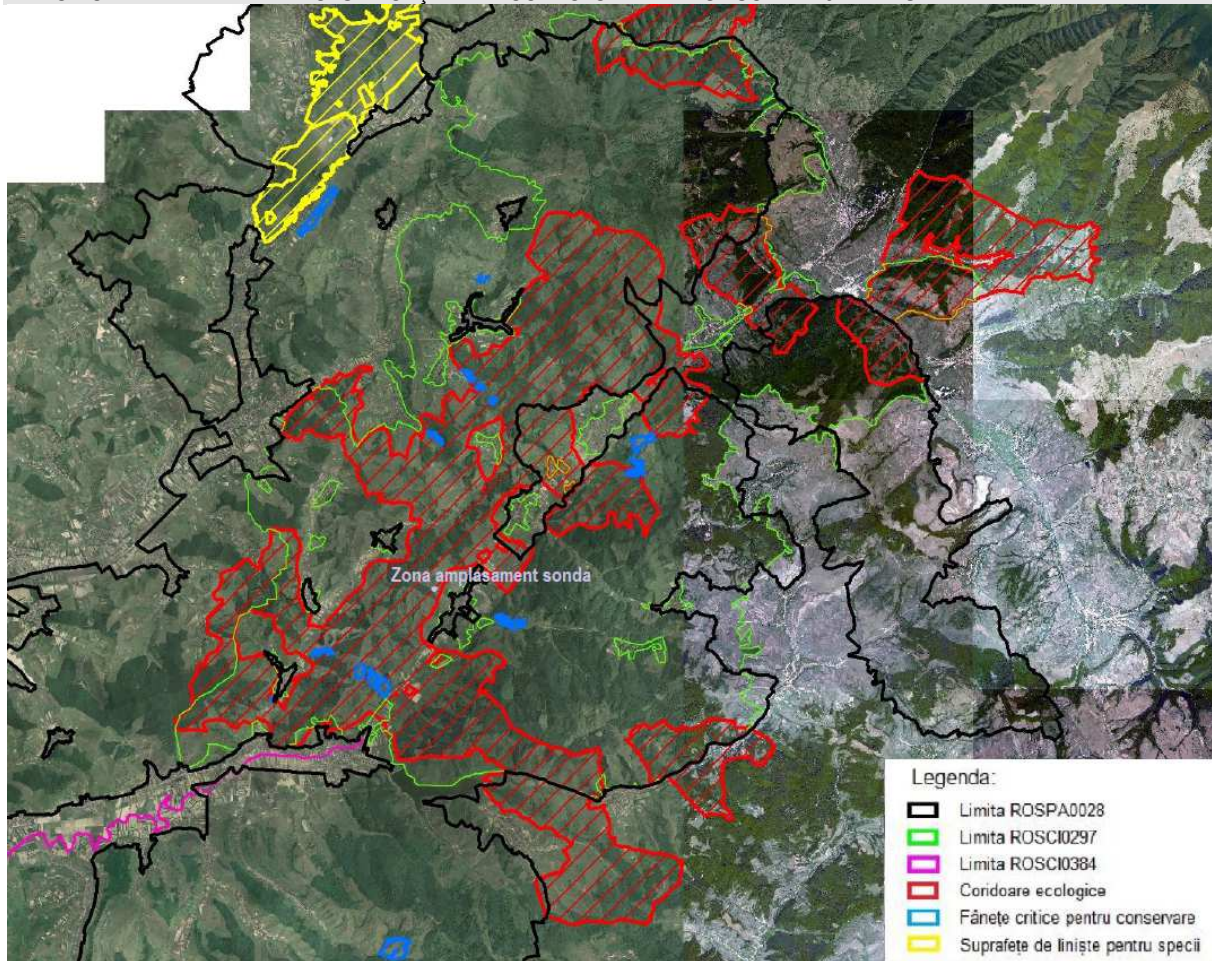 Zona amplasament sonda
Legenda:
Limita ROSPA0028
Limita ROSCI0297
Limita ROSCI0384
Coridoare ecologice
Fânețe critice pentru conservare
Suprafețe de liniște pentru specii